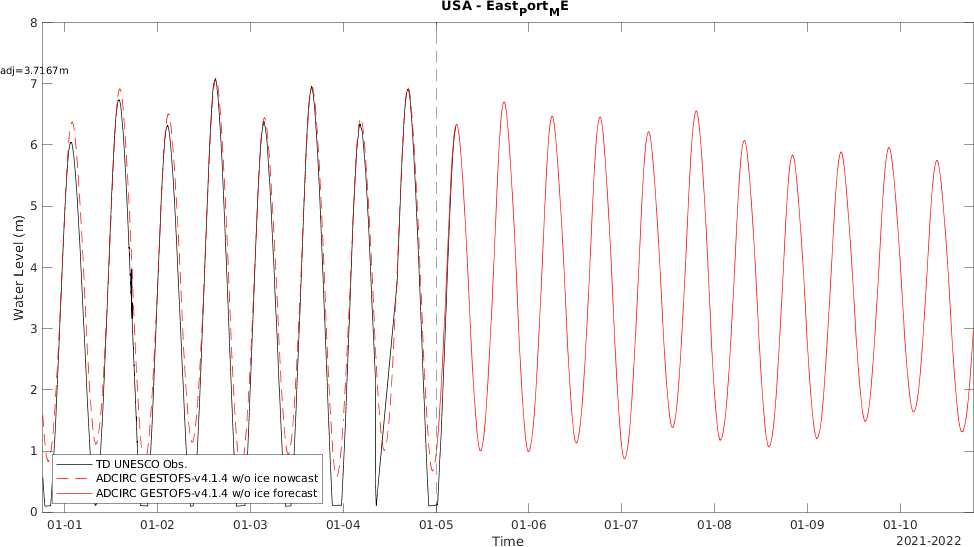 USA - EastPortME
adj=3.7167m
8
7
6
5
4
3
2
1
0
Water Level (m)
TD UNESCO Obs.
ADCIRC GESTOFS-v4.1.4 w/o ice nowcast
ADCIRC GESTOFS-v4.1.4 w/o ice forecast
01-01 01-02 01-03 01-04 01-05 01-06 01-07 01-08 01-09 01-10
Time
2021-2022